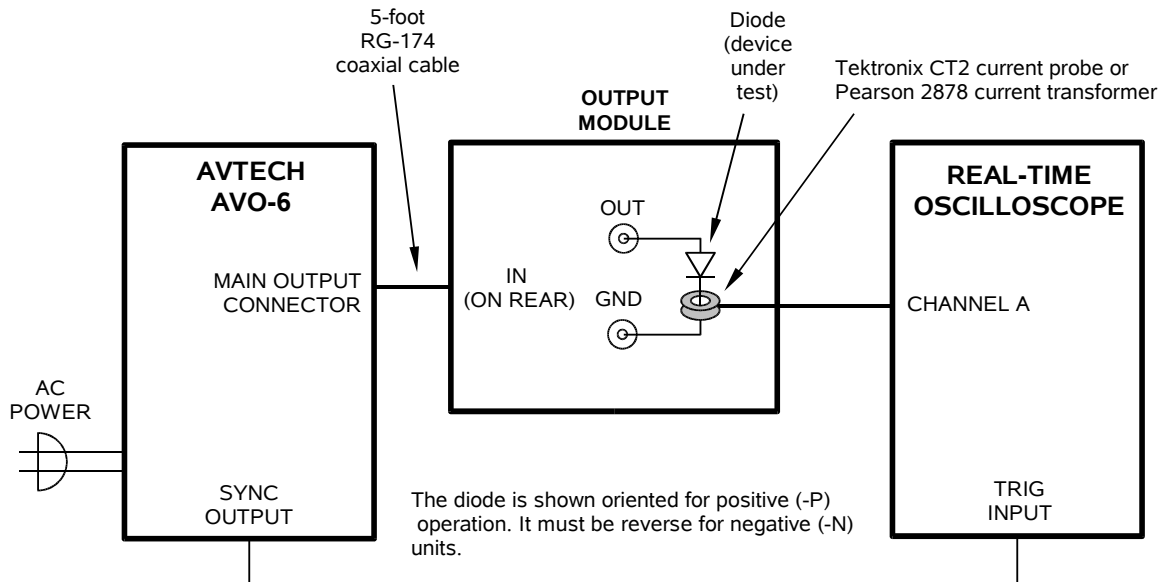 5-foot
RG-174
coaxial cable
Diode
(device
under
test)
Tektronix CT2 current probe or
Pearson 2878 current transformer
OUTPUT
MODULE
AVTECH
AVO-6
REAL-TIME
OSCILLOSCOPE
OUT
MAIN OUTPUT
CONNECTOR
IN
(ON REAR)
GND
CHANNEL A
AC
POWER
SYNC
OUTPUT
The diode is shown oriented for positive (-P)
operation. It must be reverse for negative (-N)
units.
TRIG
INPUT